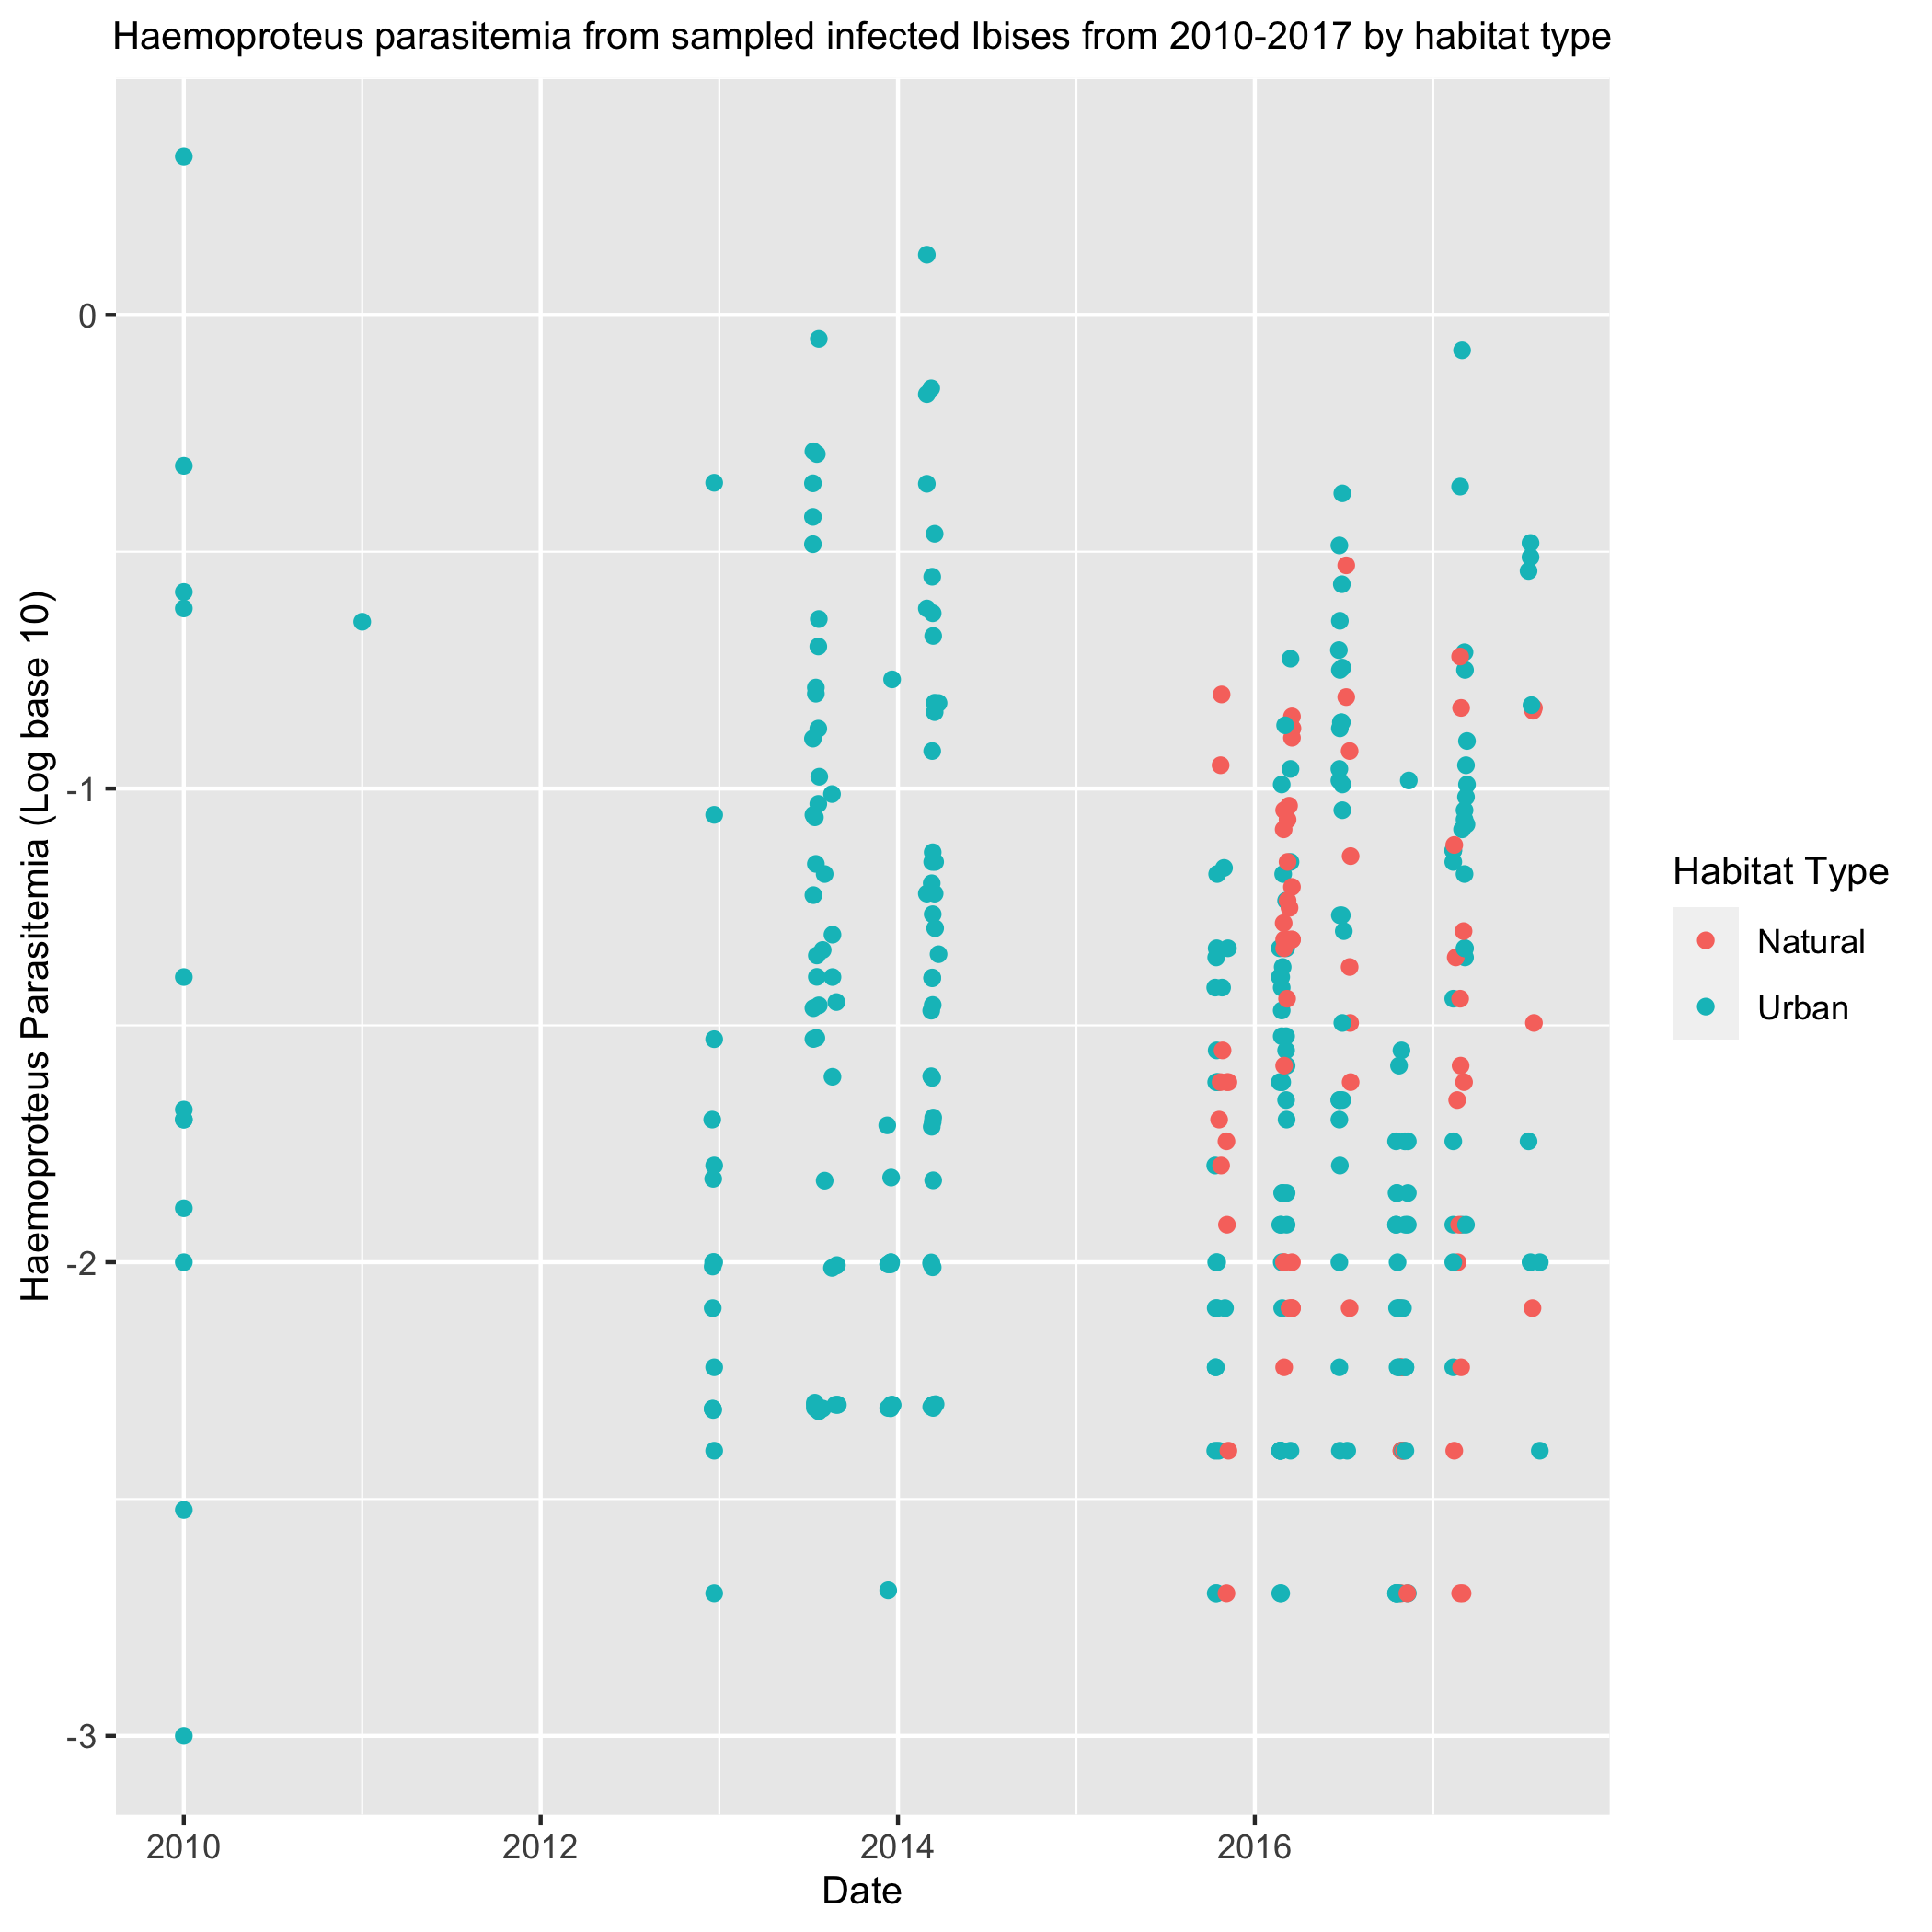 Haemoproteus parasitemia from sampled infected Ibises from 2010-2017 by habitat type
Haemoproteus Parasitemia (Log base 10)
0
-1
-2
-3
2010
2012
2014
2016
Date
Habitat Type
Natural
Urban